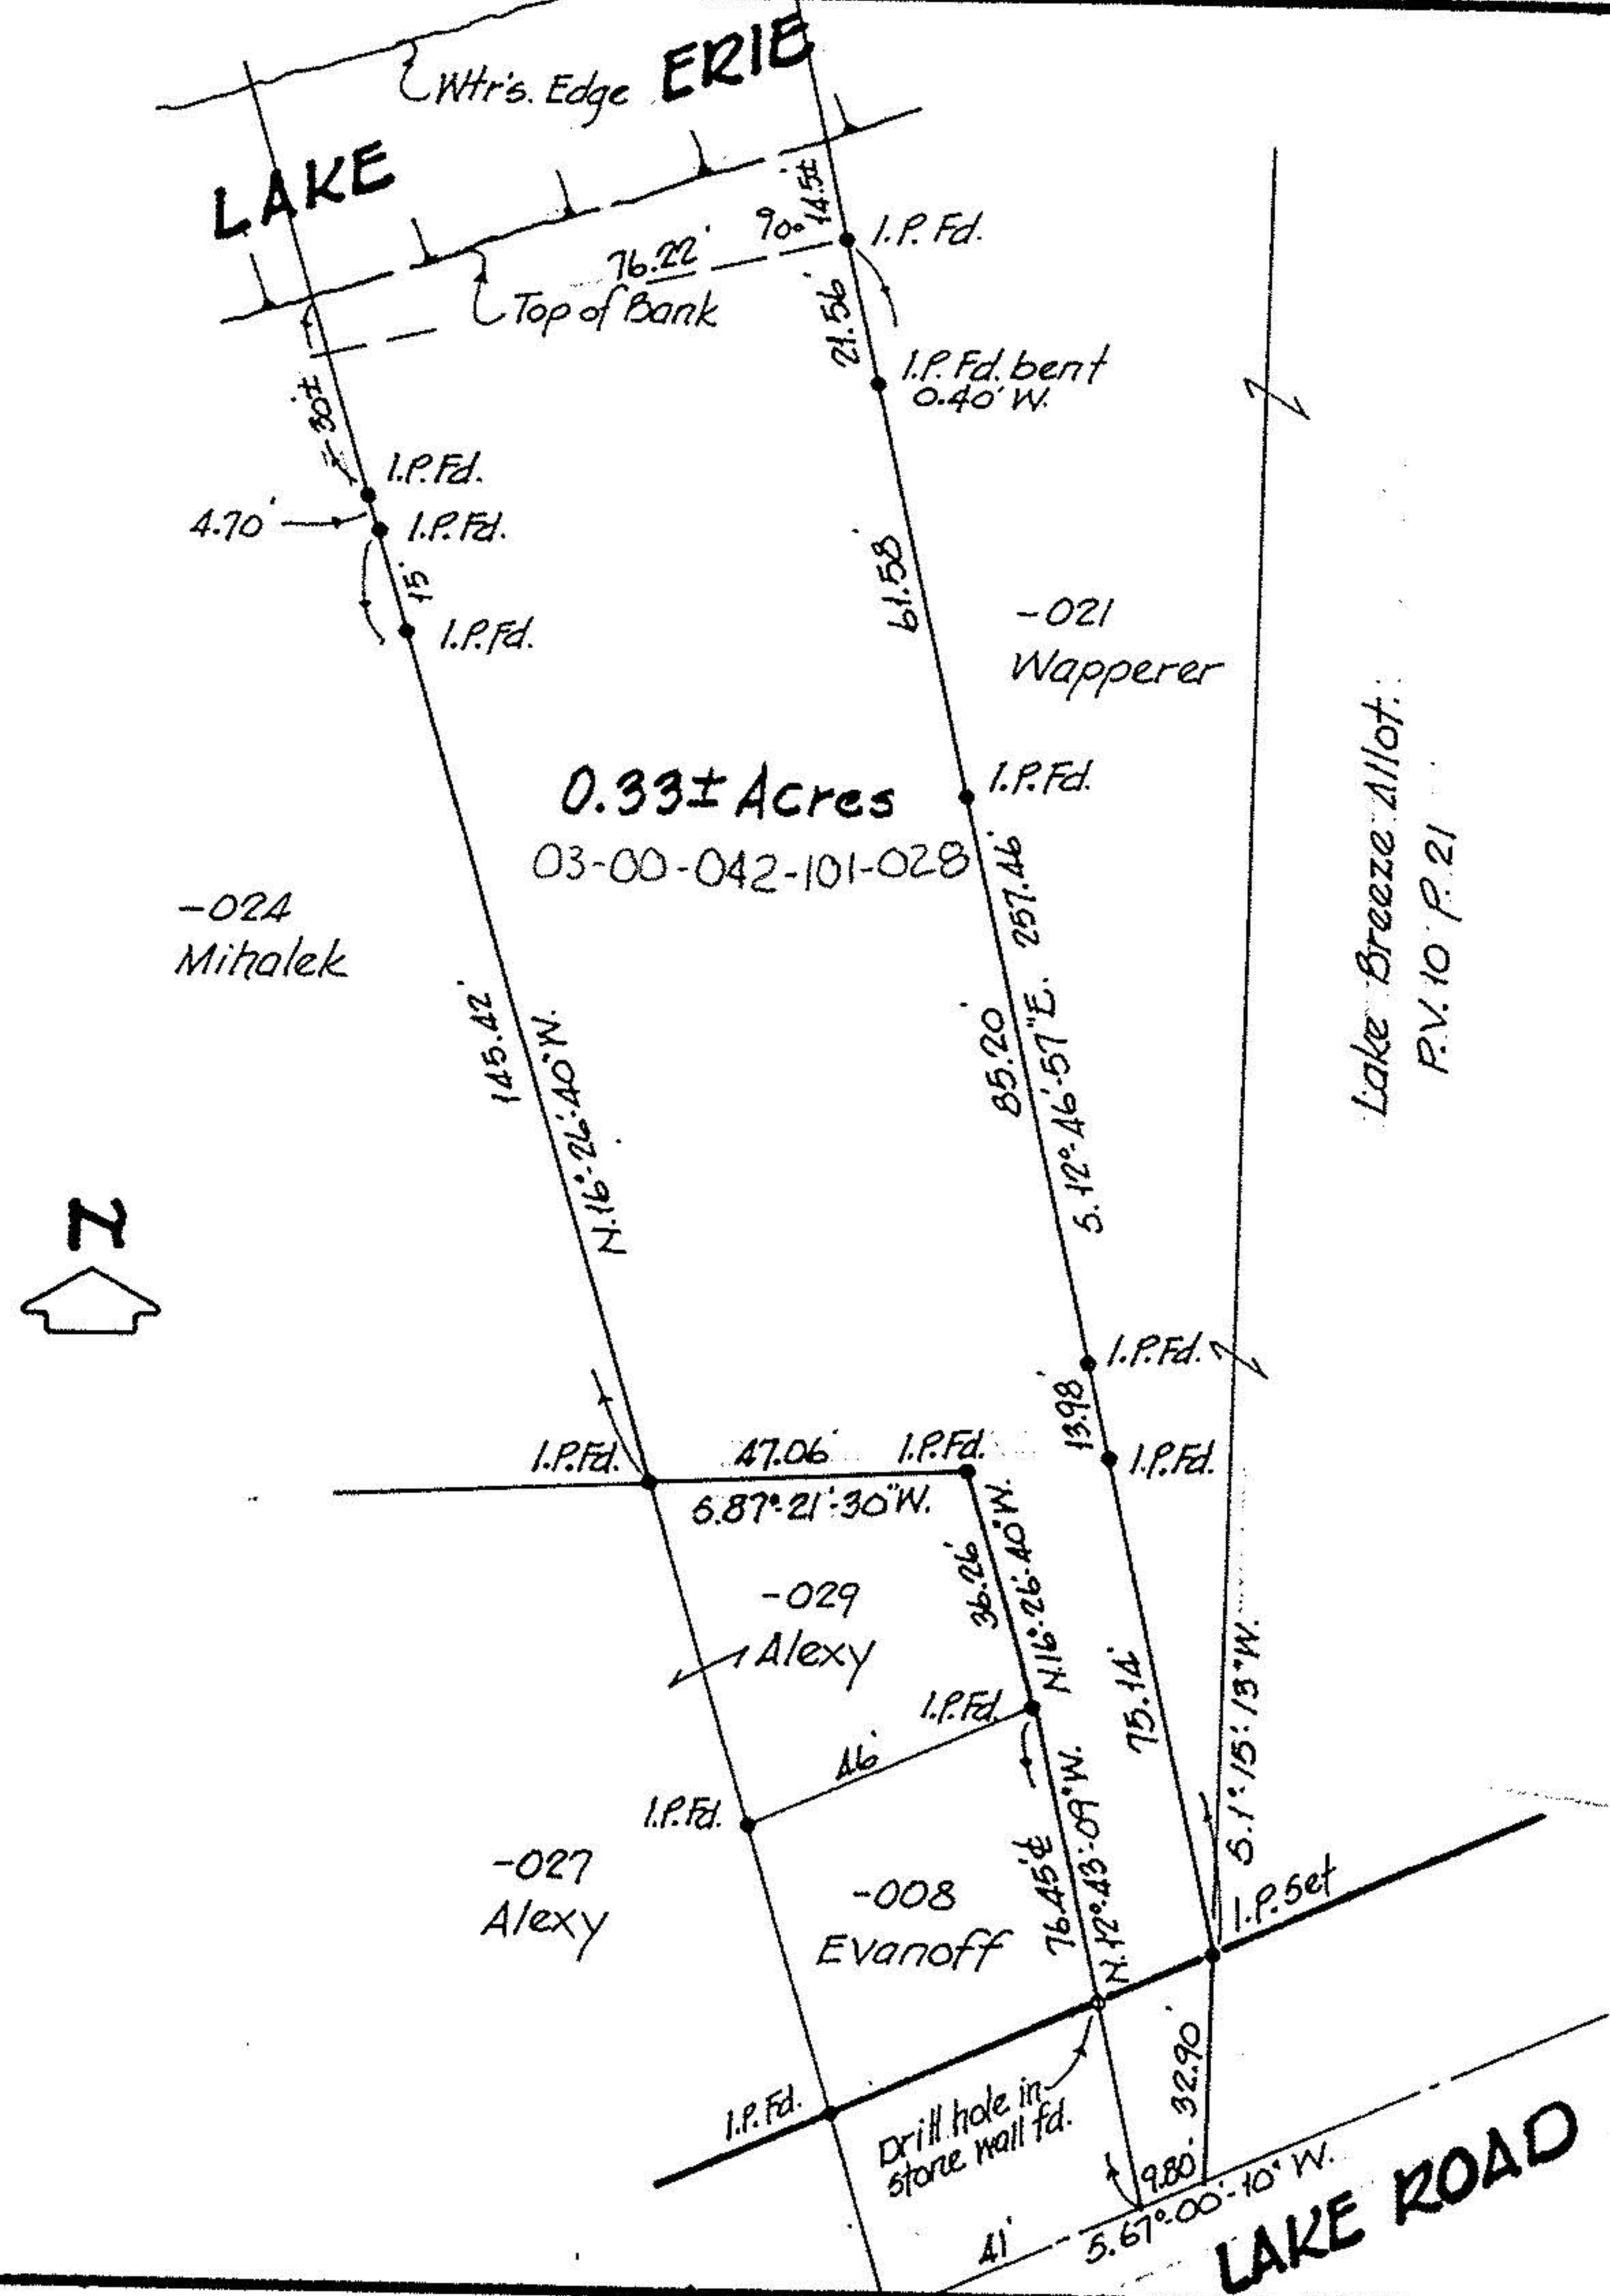 LAKE ERIE
Wtr's. Edge
14.5±
90°
76.22'
I.P. Fd.
Top of Bank
21.56'
I.P. Fd. bent
0.40' W.
30'±
I.P. Fd.
4.70'
I.P. Fd.
15'
I.P. Fd.
61.58'
-021
Wapperer
Lake Breeze Allot.
P.V. 10 P. 21
0.33± Acres
03-00-042-101-028
I.P. Fd.
257.46'
-024
Mihalek
145.42'
N.16°-26'-40"W.
85.20'
S.12°-46'-57"E.
N
I.P. Fd.
13.98'
I.P. Fd.
I.P. Fd.
47.06'
I.P. Fd.
S.87°-21'-30"W.
36.26'
N.16°-26'-40"W.
-029
Alexy
75.14'
S.1°-15'-13"W.
I.P. Fd.
46'
I.P. Fd.
76.45'¢
N.12°-43'-09"W.
-027
Alexy
-008
Evanoff
I.P. Set
I.P. Fd.
Drill hole in
stone wall fd.
32.90'
9.80'
S.67°-00'-10"W.
41'
LAKE ROAD